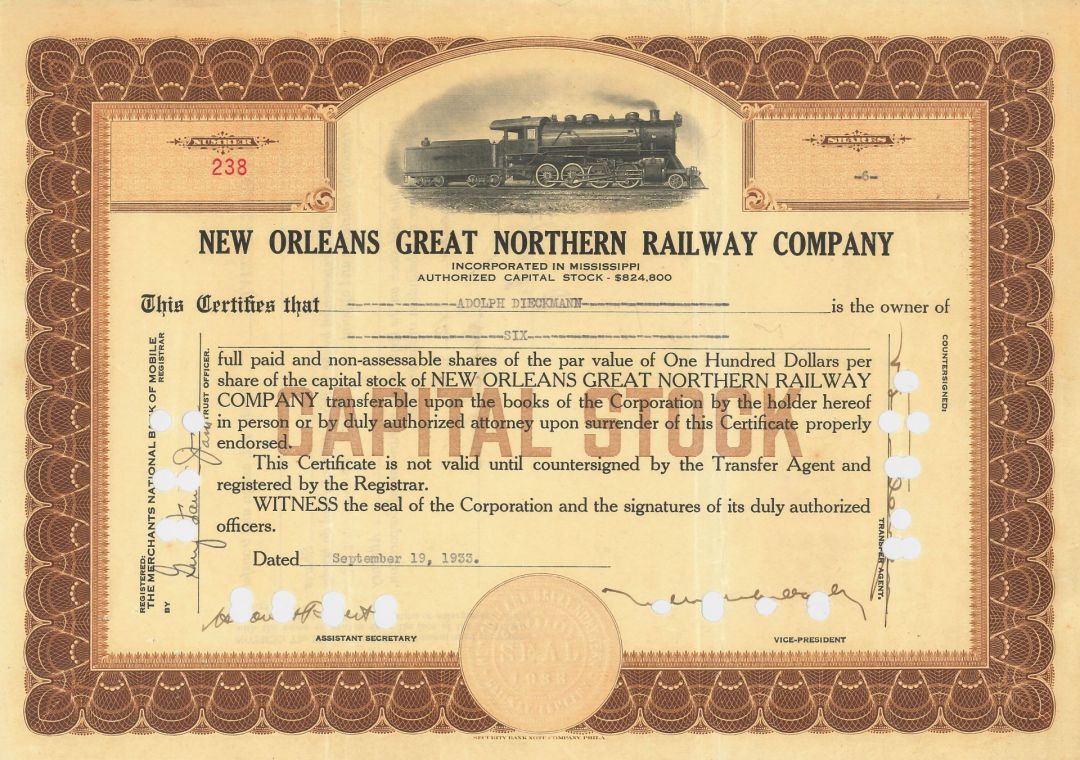 NUMBER
238
SHARES
-6-
NEW ORLEANS GREAT NORTHERN RAILWAY COMPANY
INCORPORATED IN MISSISSIPPI
AUTHORIZED CAPITAL STOCK - $824,800
This Certifies that ADOLPH DIECKMANN is the owner of
SIX
full paid and non-assessable shares of the par value of One Hundred Dollars per
share of the capital stock of NEW ORLEANS GREAT NORTHERN RAILWAY
COMPANY transferable upon the books of the Corporation by the holder hereof
in person or by duly authorized attorney upon surrender of this Certificate properly
endorsed.
CAPITAL STOCK
This Certificate is not valid until countersigned by the Transfer Agent and
registered by the Registrar.
WITNESS the seal of the Corporation and the signatures of its duly authorized
officers.
Dated September 19, 1933.
REGISTERED:
THE MERCHANTS NATIONAL BANK OF MOBILE
REGISTRAR
BY
TRUST OFFICER.
COUNTERSIGNED:
TRANSFER AGENT.
ASSISTANT SECRETARY
VICE-PRESIDENT
SEAL
SECURITY BANK NOTE COMPANY, PHILA